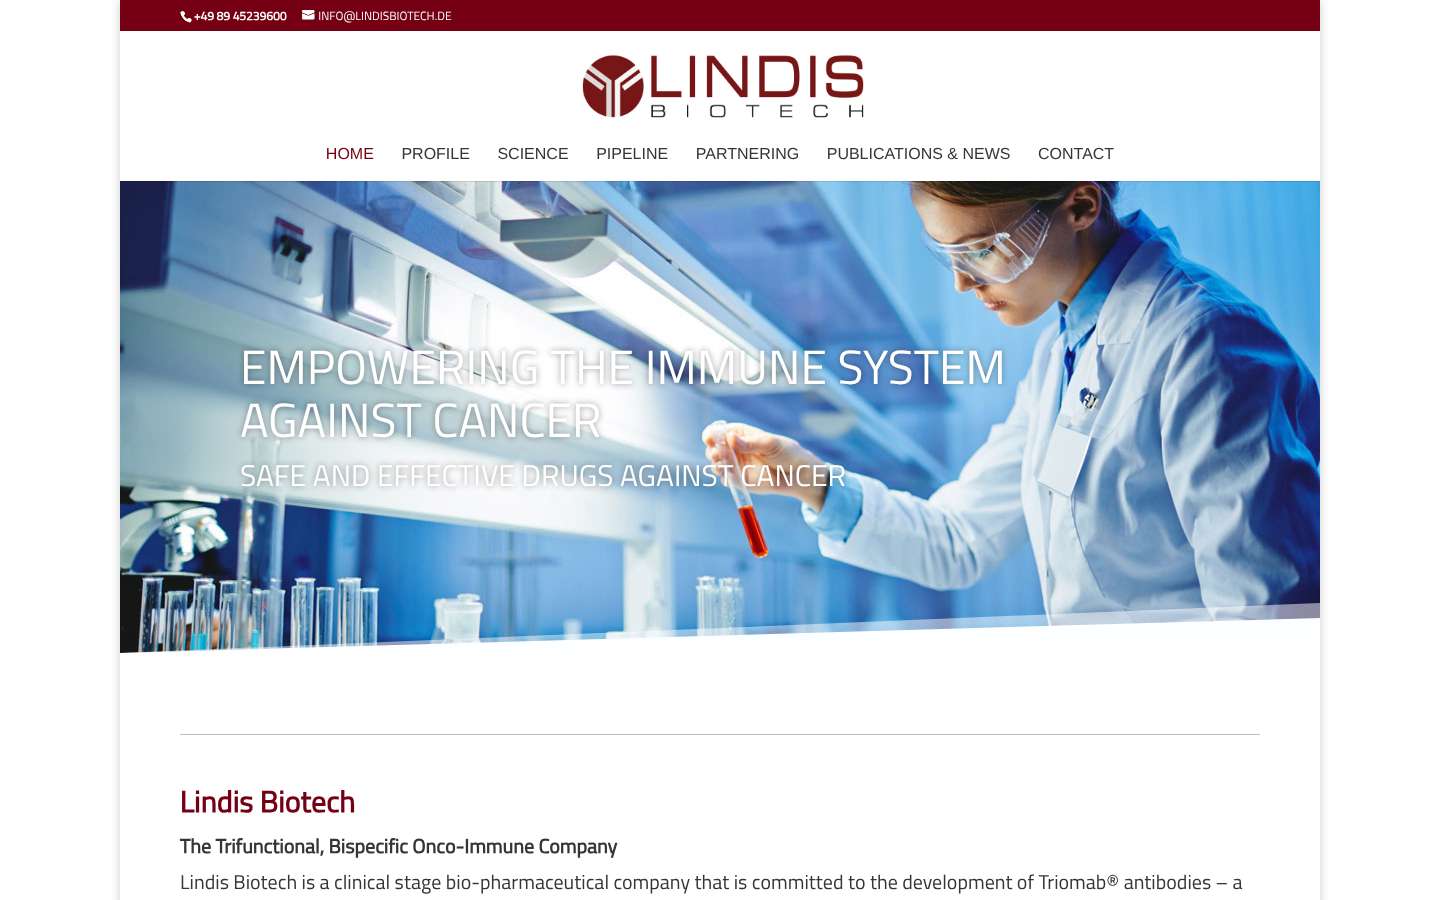 +49 89 45239600 INFO@LINDISBIOTECH.DE
LINDIS
BIOTECH
HOME PROFILE SCIENCE PIPELINE PARTNERING PUBLICATIONS & NEWS CONTACT
EMPOWERING THE IMMUNE SYSTEM
AGAINST CANCER
SAFE AND EFFECTIVE DRUGS AGAINST CANCER
Lindis Biotech
The Trifunctional, Bispecific Onco-Immune Company
Lindis Biotech is a clinical stage bio-pharmaceutical company that is committed to the development of Triomab® antibodies – a